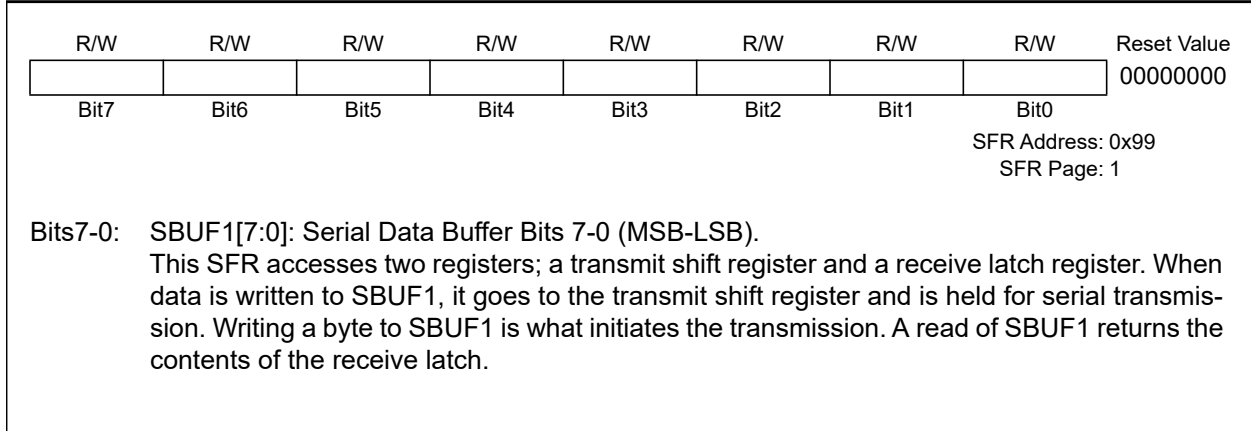 R/W R/W R/W R/W R/W R/W R/W R/W Reset Value
00000000
Bit7 Bit6 Bit5 Bit4 Bit3 Bit2 Bit1 Bit0
SFR Address: 0x99
SFR Page: 1
Bits7-0: SBUF1[7:0]: Serial Data Buffer Bits 7-0 (MSB-LSB).
This SFR accesses two registers; a transmit shift register and a receive latch register. When
data is written to SBUF1, it goes to the transmit shift register and is held for serial transmis-
sion. Writing a byte to SBUF1 is what initiates the transmission. A read of SBUF1 returns the
contents of the receive latch.